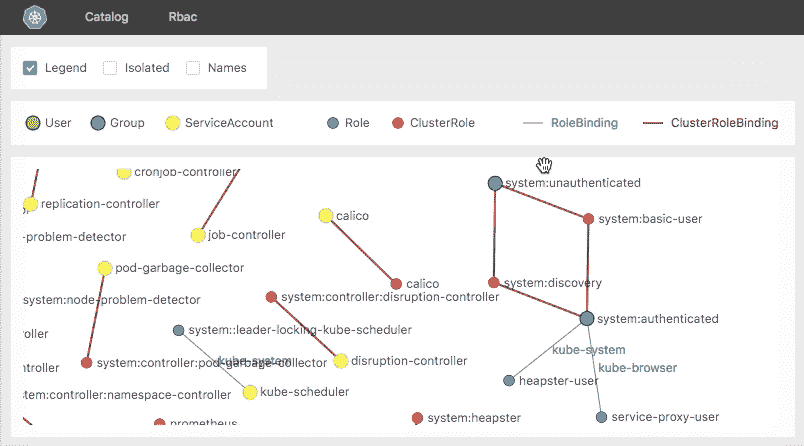 Catalog Rbac
Legend Isolated Names
User Group ServiceAccount Role ClusterRole RoleBinding ClusterRoleBinding
cronjob-controller
system:unauthenticated
replication-controller
calico
system:basic-user
-problem-detector
job-controller
pod-garbage-collector
calico
system:discovery
system:node-problem-detector
system:controller:disruption-controller
system:authenticated
roller
system::leader-locking-kube-scheduler
kube-system
kube-system
system:controller:pod-garbage-collector
disruption-controller
ntroller
kube-browser
heapster-user
stem:controller:namespace-controller
kube-scheduler
prometheus
system:heapster
service-proxy-user